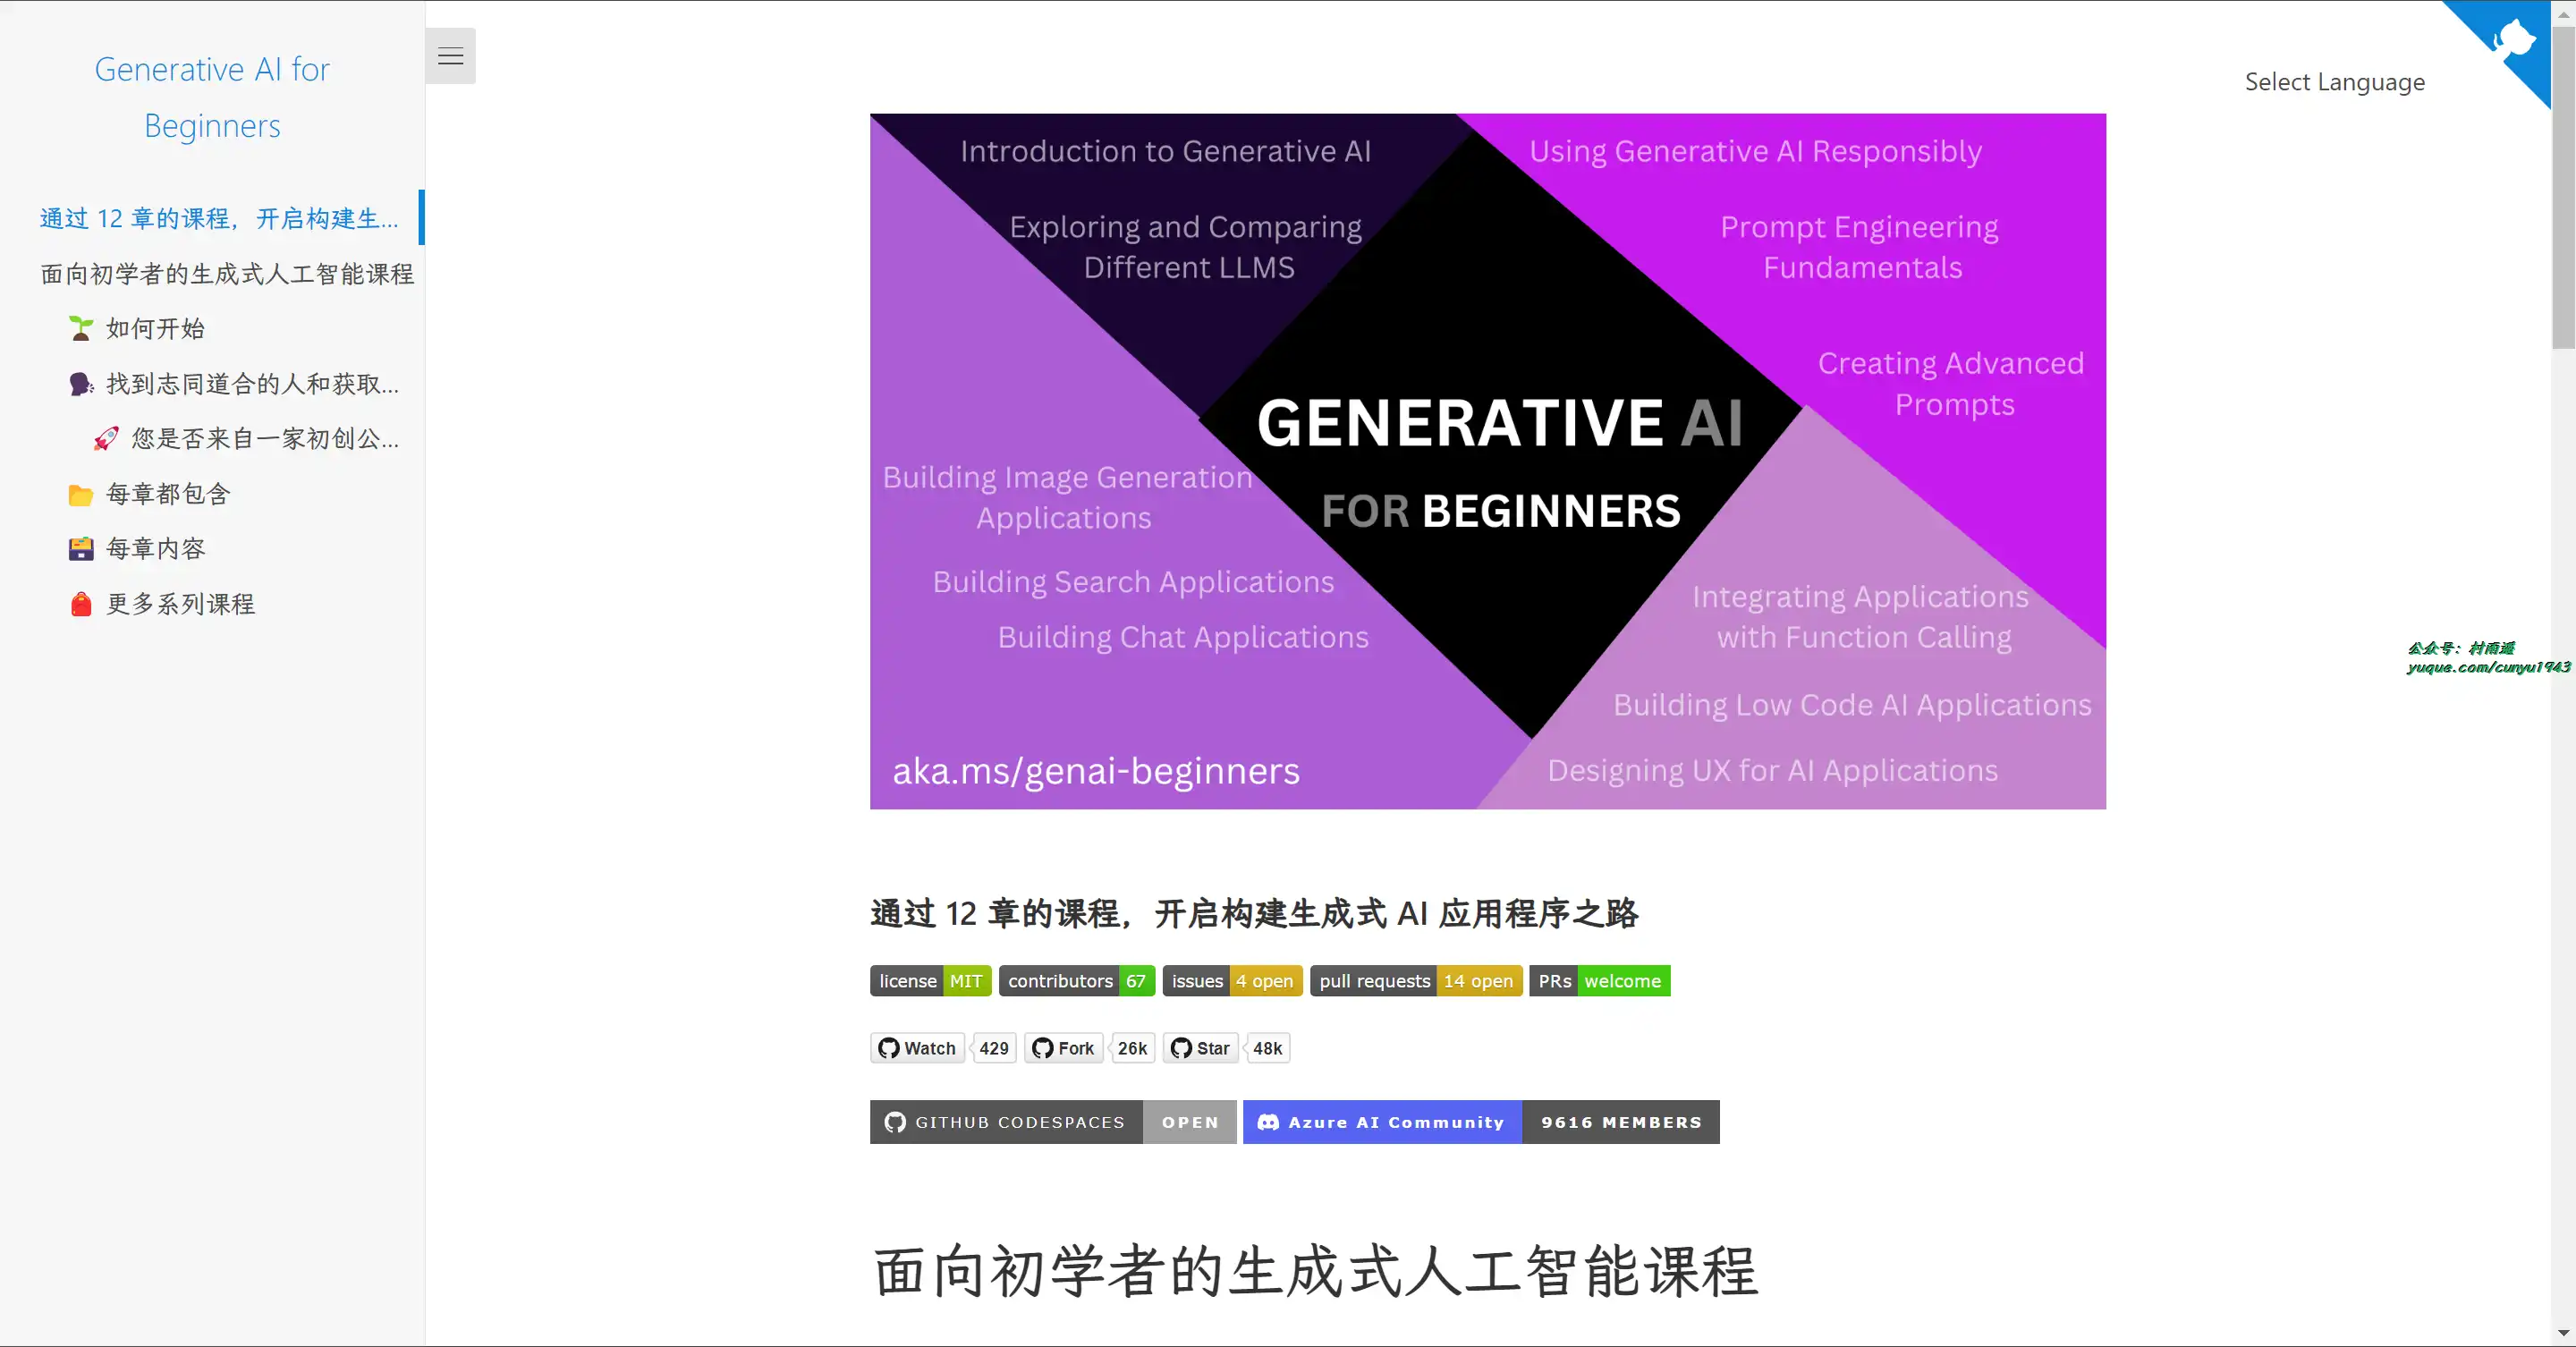 Generative AI for
Beginners
通过 12 章的课程，开启构建生...
面向初学者的生成式人工智能课程
如何开始
找到志同道合的人和获取...
您是否来自一家初创公...
每章都包含
每章内容
更多系列课程
Select Language
Introduction to Generative AI
Exploring and Comparing
Different LLMS
Using Generative AI Responsibly
Prompt Engineering
Fundamentals
Creating Advanced
Prompts
GENERATIVE AI
FOR BEGINNERS
Building Image Generation
Applications
Building Search Applications
Building Chat Applications
aka.ms/genai-beginners
Integrating Applications
with Function Calling
Building Low Code AI Applications
Designing UX for AI Applications
公众号：村雨遥
yuque.com/cunyu1943
通过 12 章的课程，开启构建生成式 AI 应用程序之路
license MIT contributors 67 issues 4 open pull requests 14 open PRs welcome
Watch 429 Fork 26k Star 48k
GITHUB CODESPACES OPEN Azure AI Community 9616 MEMBERS
面向初学者的生成式人工智能课程